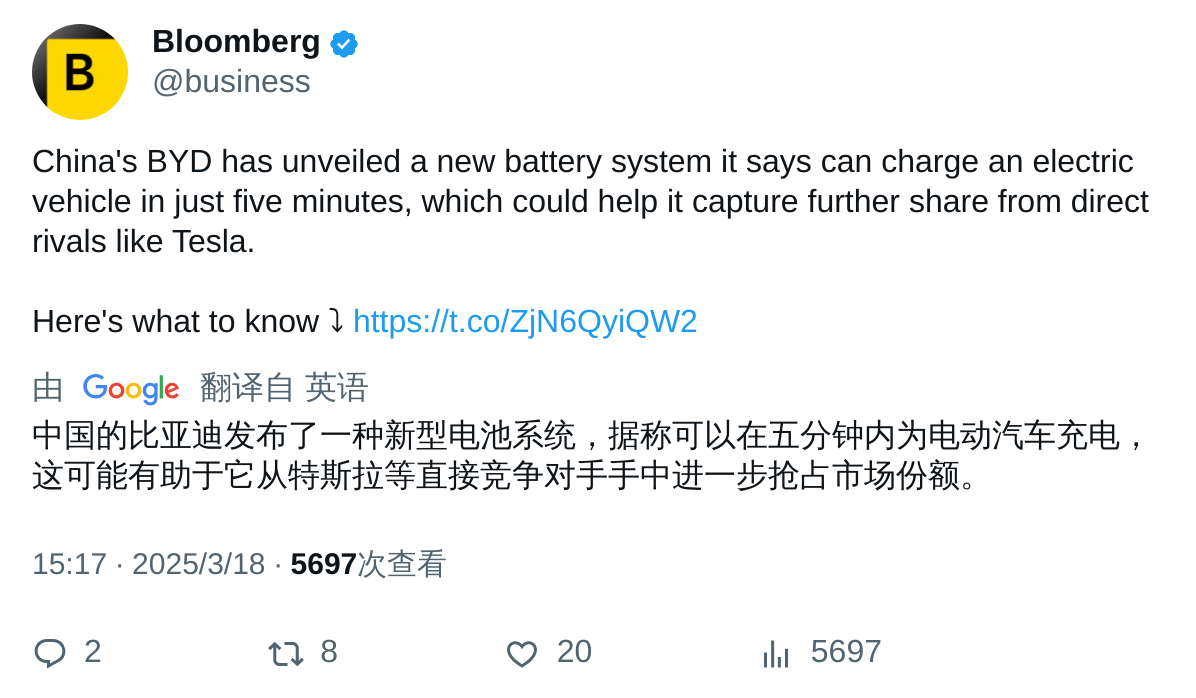 Bloomberg
@business
China's BYD has unveiled a new battery system it says can charge an electric
vehicle in just five minutes, which could help it capture further share from direct
rivals like Tesla.
Here's what to know ⤵ https://t.co/ZjN6QyiQW2
由 Google 翻译自 英语
中国的比亚迪发布了一种新型电池系统，据称可以在五分钟内为电动汽车充电，
这可能有助于它从特斯拉等直接竞争对手手中进一步抢占市场份额。
15:17 · 2025/3/18 · 5697次查看
2 8 20 5697